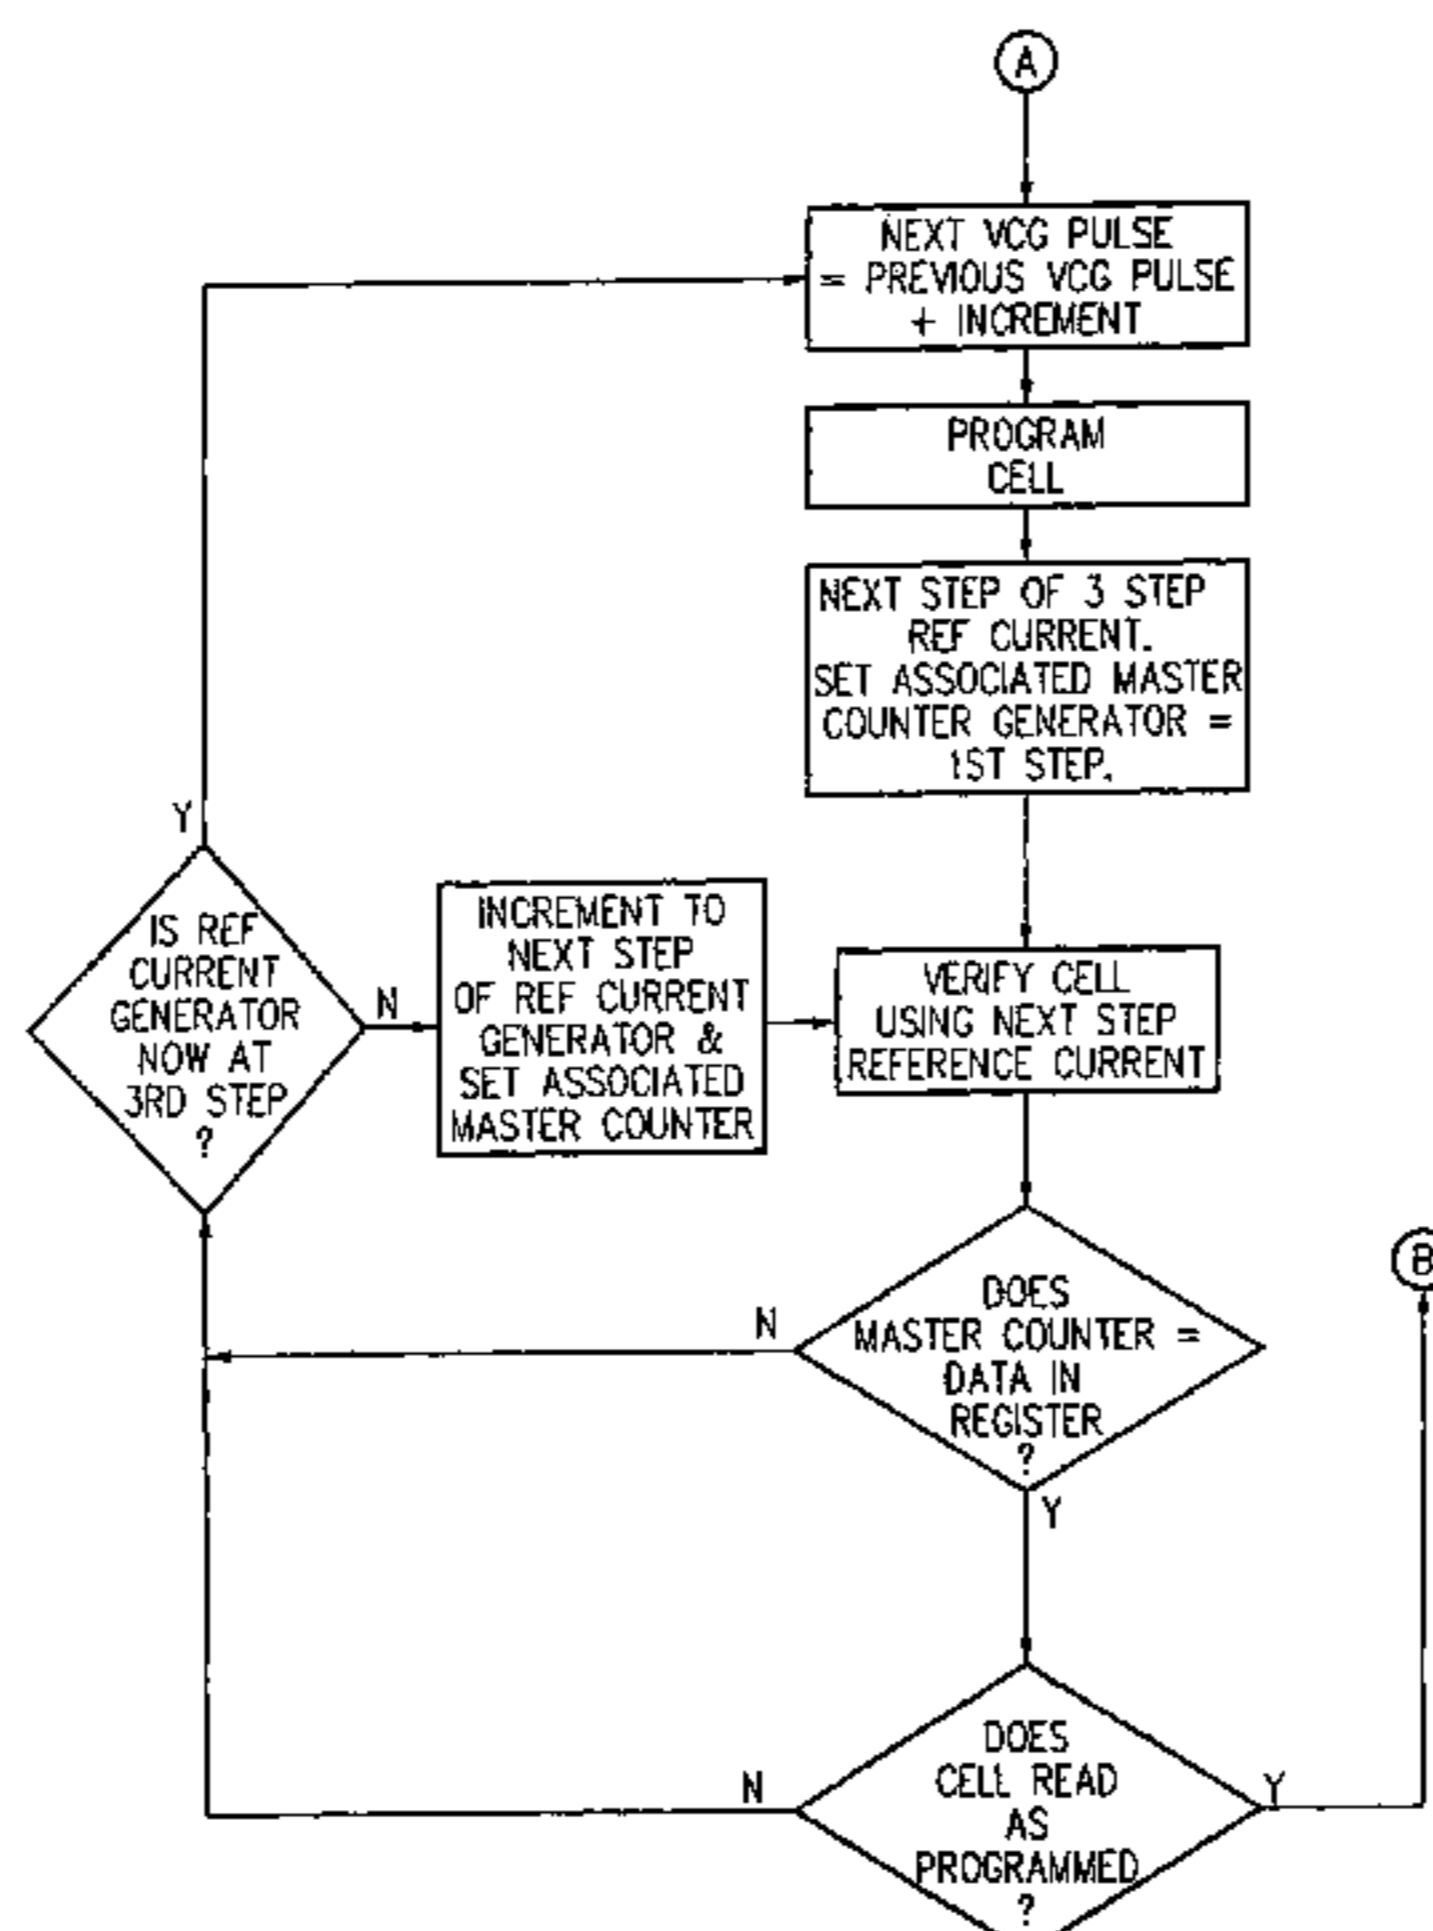 A
NEXT VCG PULSE
= PREVIOUS VCG PULSE
+ INCREMENT
PROGRAM
CELL
NEXT STEP OF 3 STEP
REF CURRENT.
SET ASSOCIATED MASTER
COUNTER GENERATOR =
1ST STEP.
Y
IS REF
CURRENT
GENERATOR
NOW AT
3RD STEP
?
N
INCREMENT TO
NEXT STEP
OF REF CURRENT
GENERATOR &
SET ASSOCIATED
MASTER COUNTER
VERIFY CELL
USING NEXT STEP
REFERENCE CURRENT
DOES
MASTER COUNTER =
DATA IN
REGISTER
?
N
Y
B
DOES
CELL READ
AS
PROGRAMMED
?
N
Y